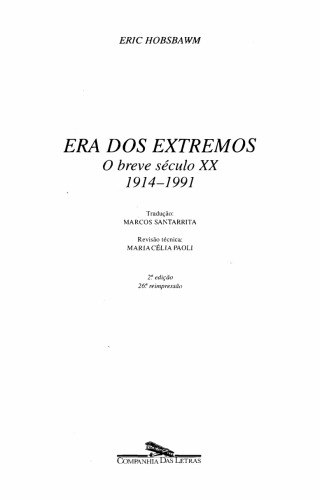 ERIC HOBSBAWM
ERA DOS EXTREMOS
O breve século XX
1914–1991
Tradução:
MARCOS SANTARRITA
Revisão técnica:
MARIA CÉLIA PAOLI
2ª edição
26ª reimpressão
COMPANHIA DAS LETRAS